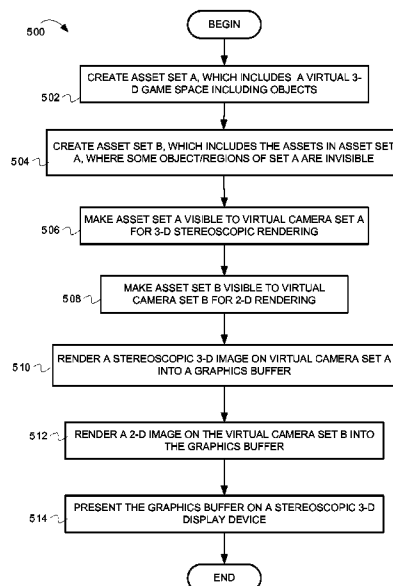 500
BEGIN
CREATE ASSET SET A, WHICH INCLUDES A VIRTUAL 3-
D GAME SPACE INCLUDING OBJECTS
502
CREATE ASSET SET B, WHICH INCLUDES THE ASSETS IN ASSET SET
A, WHERE SOME OBJECT/REGIONS OF SET A ARE INVISIBLE
504
MAKE ASSET SET A VISIBLE TO VIRTUAL CAMERA SET A
FOR 3-D STEREOSCOPIC RENDERING
506
MAKE ASSET SET B VISIBLE TO VIRTUAL
CAMERA SET B FOR 2-D RENDERING
508
RENDER A STEREOSCOPIC 3-D IMAGE ON VIRTUAL CAMERA SET A
INTO A GRAPHICS BUFFER
510
RENDER A 2-D IMAGE ON THE VIRTUAL CAMERA SET B INTO
THE GRAPHICS BUFFER
512
PRESENT THE GRAPHICS BUFFER ON A STEREOSCOPIC 3-D
DISPLAY DEVICE
514
END